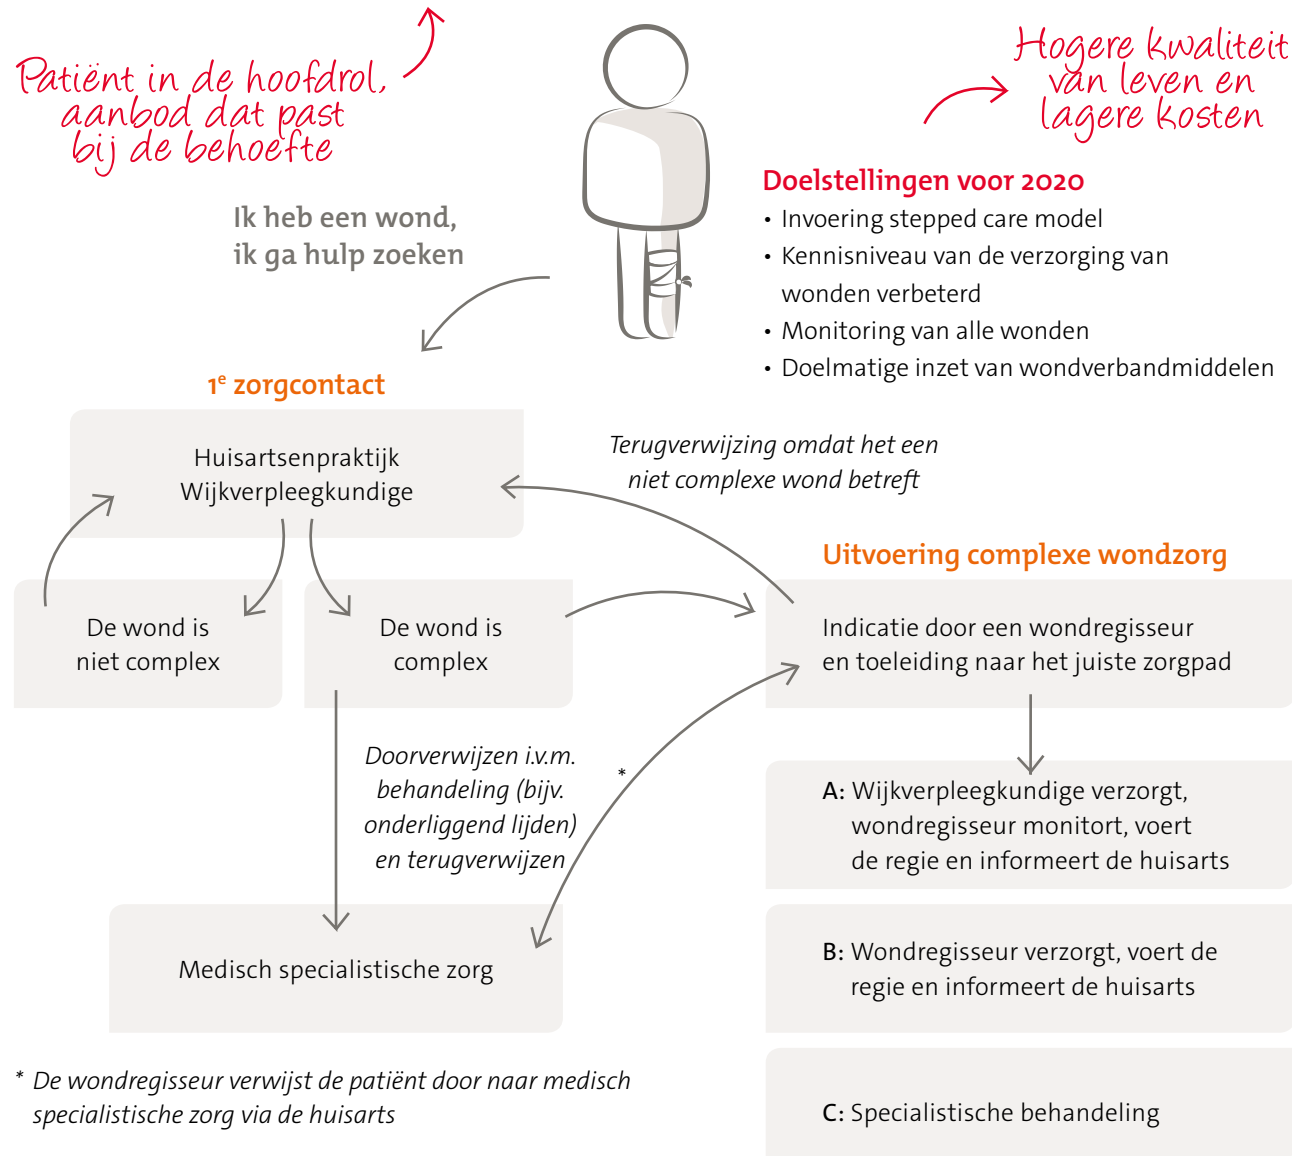 Patiënt in de hoofdrol,
aanbod dat past
bij de behoefte
Hogere kwaliteit
van leven en
lagere kosten
Ik heb een wond,
ik ga hulp zoeken
Doelstellingen voor 2020
• Invoering stepped care model
• Kennisniveau van de verzorging van
wonden verbeterd
• Monitoring van alle wonden
• Doelmatige inzet van wondverbandmiddelen
1e zorgcontact
Huisartsenpraktijk
Wijkverpleegkundige
Terugverwijzing omdat het een
niet complexe wond betreft
De wond is
niet complex
De wond is
complex
Uitvoering complexe wondzorg
Indicatie door een wondregisseur
en toeleiding naar het juiste zorgpad
Doorverwijzen i.v.m.
behandeling (bijv.
onderliggend lijden)
en terugverwijzen
*
A: Wijkverpleegkundige verzorgt,
wondregisseur monitort, voert
de regie en informeert de huisarts
Medisch specialistische zorg
B: Wondregisseur verzorgt, voert de
regie en informeert de huisarts
C: Specialistische behandeling
* De wondregisseur verwijst de patiënt door naar medisch
specialistische zorg via de huisarts